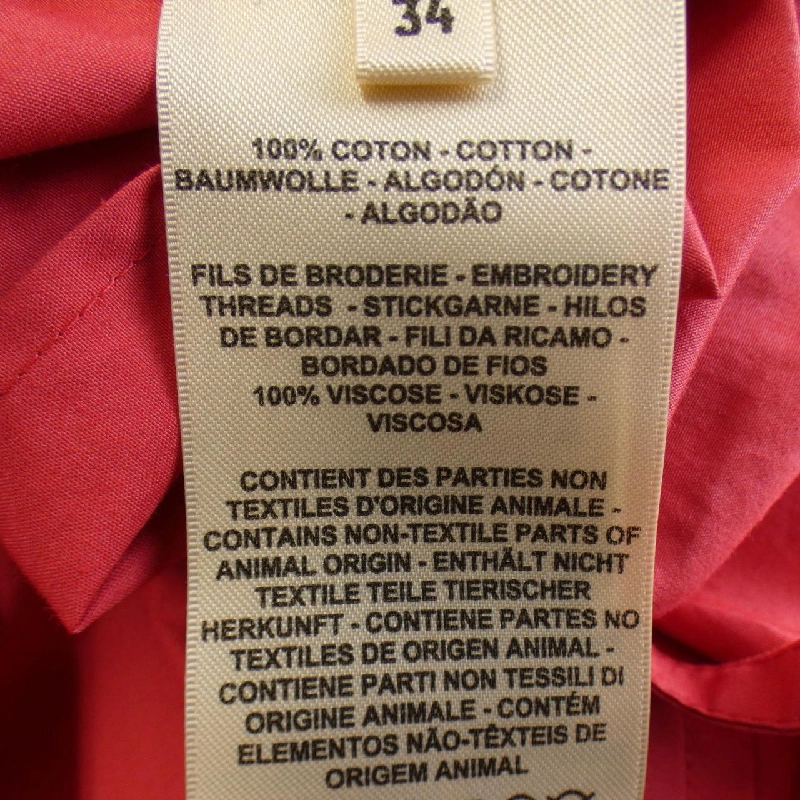 34
100% COTON - COTTON -
BAUMWOLLE - ALGODÓN - COTONE
- ALGODÃO
FILS DE BRODERIE - EMBROIDERY
THREADS - STICKGARNE - HILOS
DE BORDAR - FILI DA RICAMO -
BORDADO DE FIOS
100% VISCOSE - VISKOSE -
VISCOSA
CONTIENT DES PARTIES NON
TEXTILES D'ORIGINE ANIMALE -
CONTAINS NON-TEXTILE PARTS OF
ANIMAL ORIGIN - ENTHÄLT NICHT
TEXTILE TEILE TIERISCHER
HERKUNFT - CONTIENE PARTES NO
TEXTILES DE ORIGEN ANIMAL -
CONTIENE PARTI NON TESSILI DI
ORIGINE ANIMALE - CONTÉM
ELEMENTOS NÃO-TÊXTEIS DE
ORIGEM ANIMAL